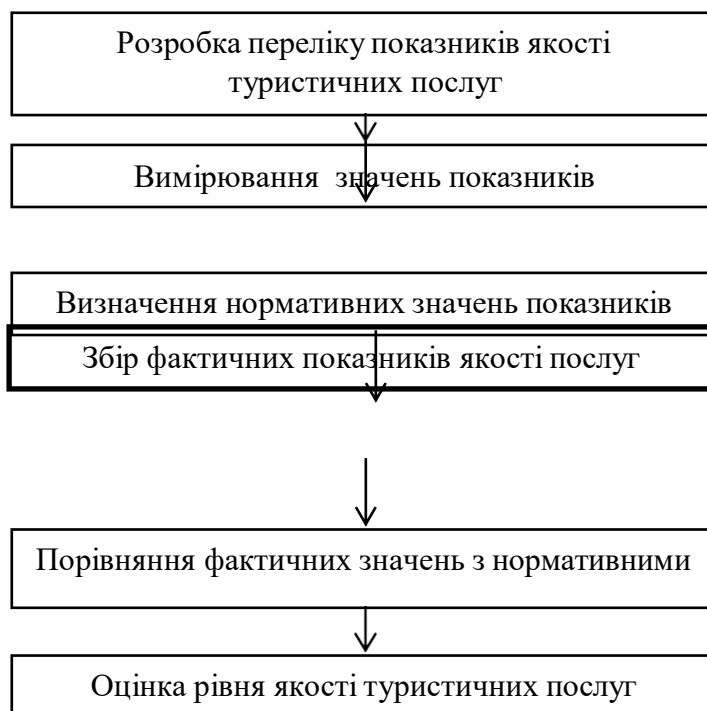 Розробка переліку показників якості
туристичних послуг
Вимірювання значень показників
Визначення нормативних значень показників
Збір фактичних показників якості послуг
Порівняння фактичних значень з нормативними
Оцінка рівня якості туристичних послуг